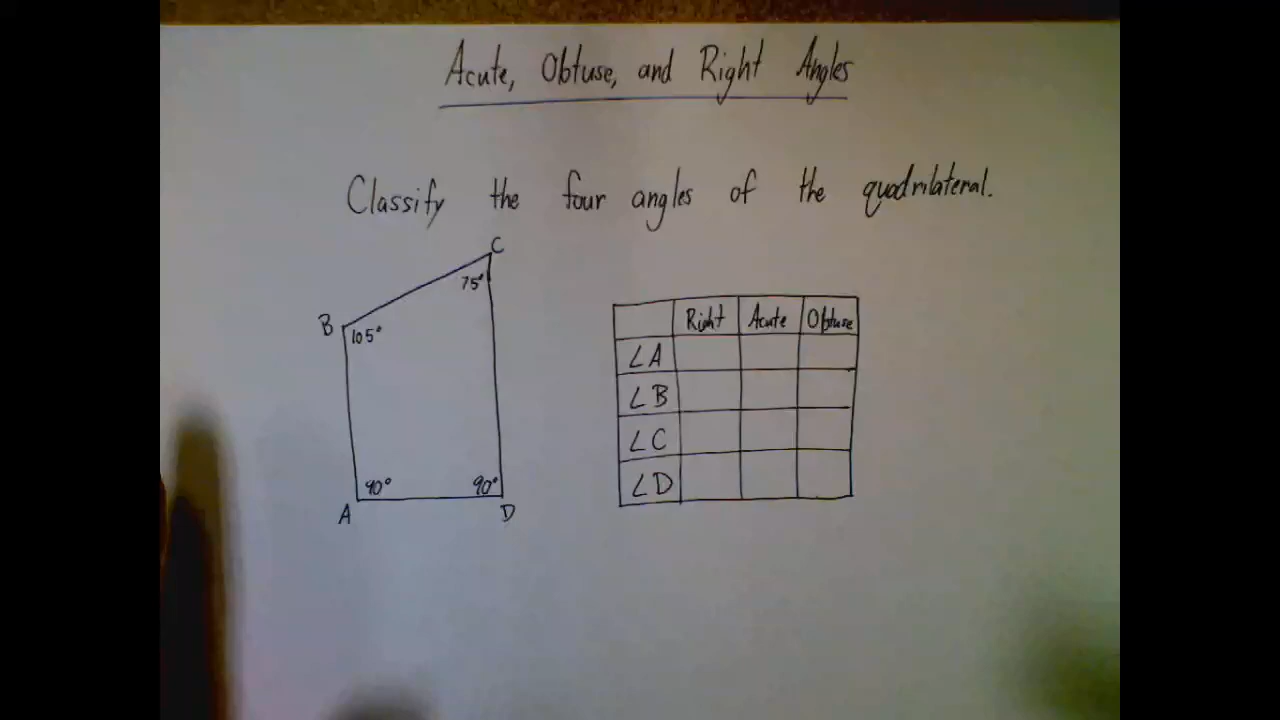 Acute, Obtuse, and Right Angles
Classify the four angles of the quadrilateral.
C
75°
B
105°
90° 90°
A D
Right Acute Obtuse
∠A
∠B
∠C
∠D